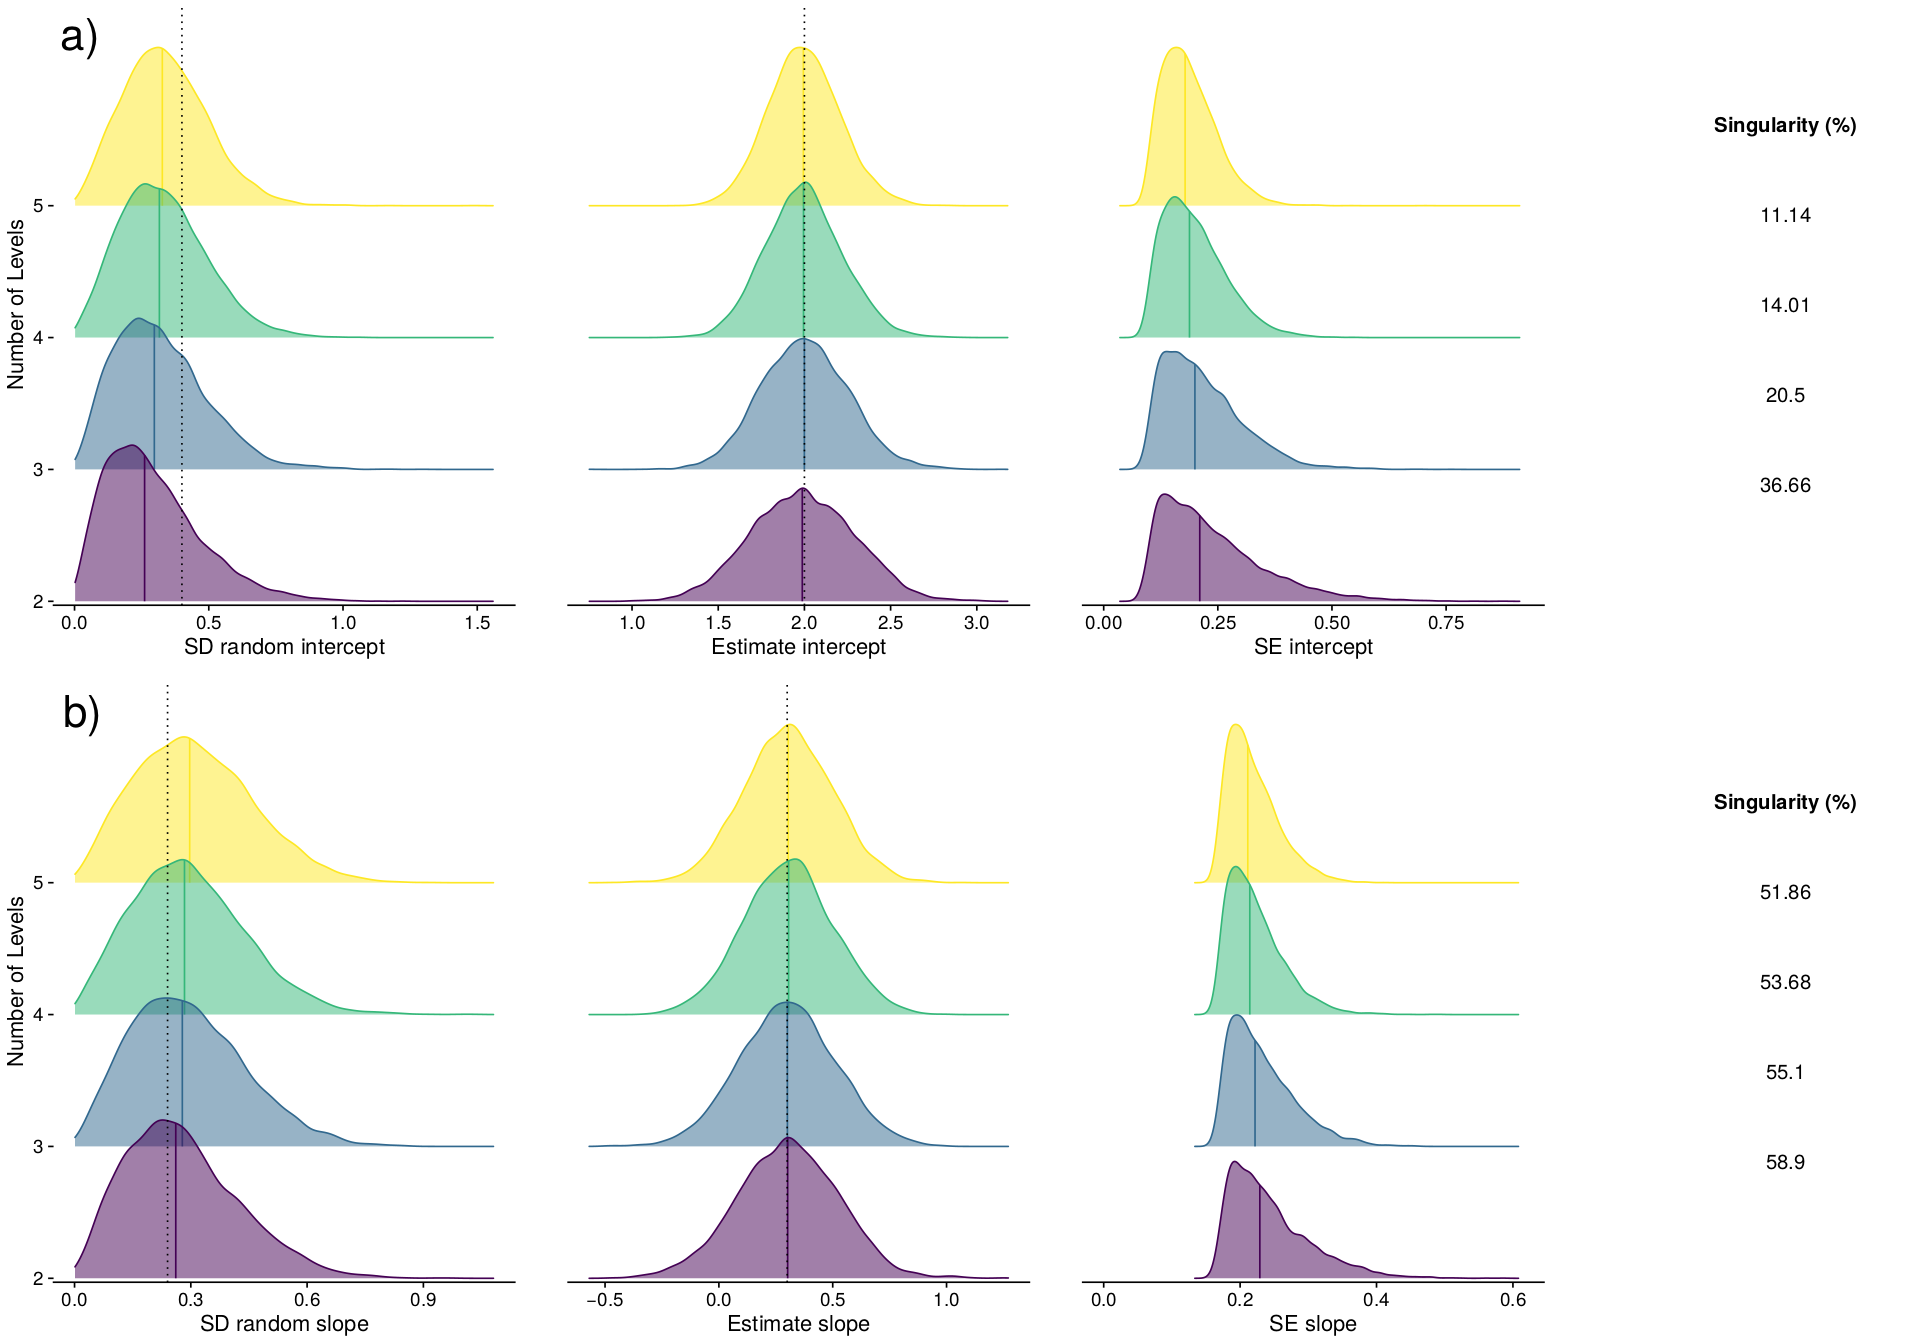 a)
Number of Levels
5
4
3
2
0.0 0.5 1.0 1.5
SD random intercept
1.0 1.5 2.0 2.5 3.0
Estimate intercept
0.00 0.25 0.50 0.75
SE intercept
Singularity (%)
11.14
14.01
20.5
36.66
b)
Number of Levels
5
4
3
2
0.0 0.3 0.6 0.9
SD random slope
−0.5 0.0 0.5 1.0
Estimate slope
0.0 0.2 0.4 0.6
SE slope
Singularity (%)
51.86
53.68
55.1
58.9